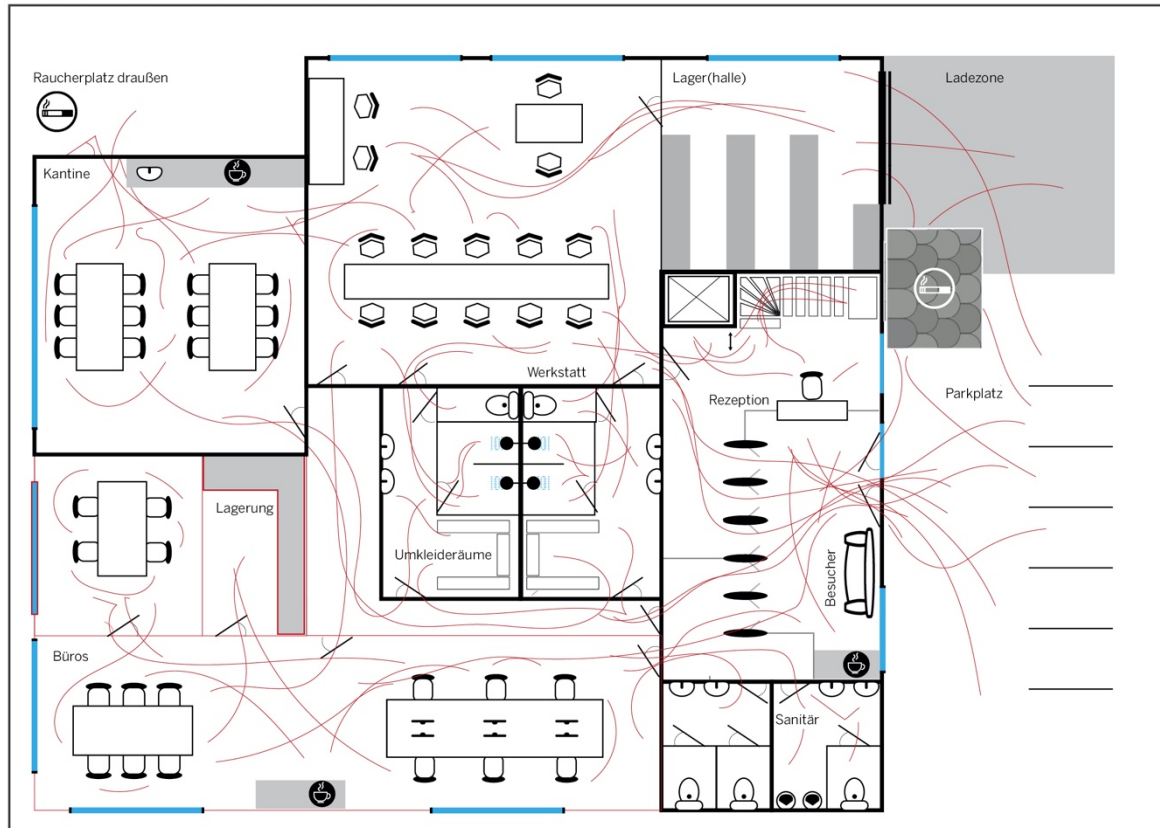 Raucherplatz draußen
Lager(halle)
Ladezone
Kantine
Werkstatt
Rezeption
Parkplatz
Lagerung
Umkleideräume
Besucher
Büros
Sanitär